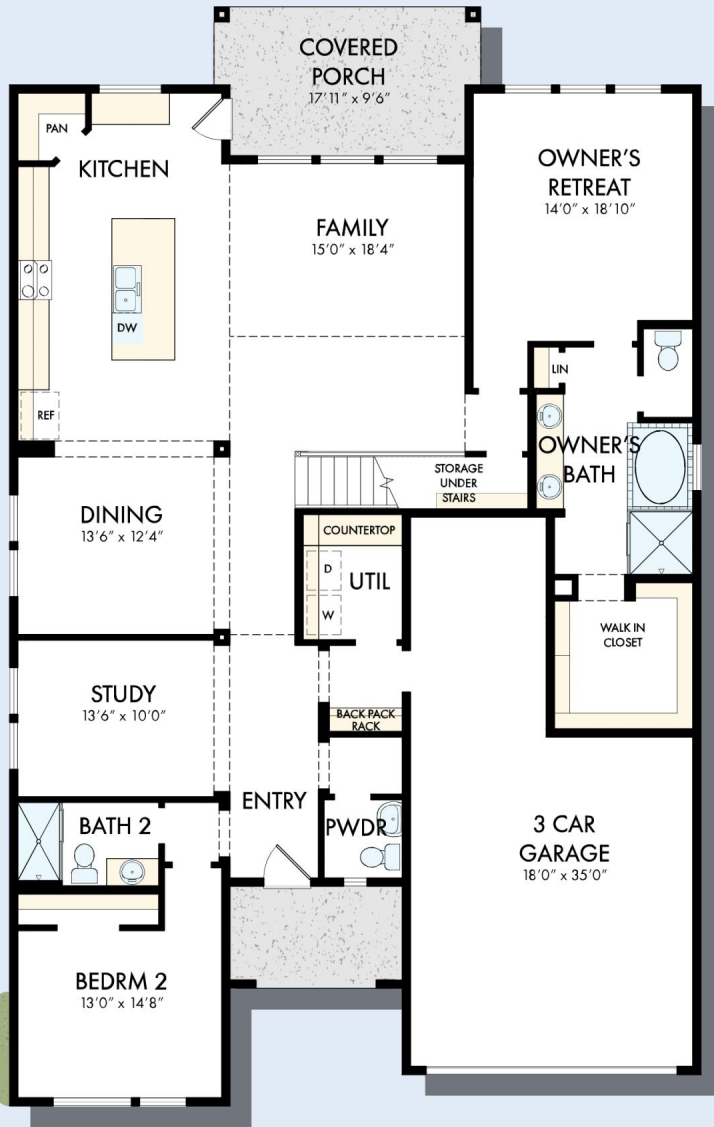 COVERED
PORCH
17'11" x 9'6"
PAN
KITCHEN
OWNER'S
RETREAT
14'0" x 18'10"
FAMILY
15'0" x 18'4"
DW
LIN
REF
OWNER'S
BATH
STORAGE
UNDER
STAIRS
DINING
13'6" x 12'4"
COUNTERTOP
D
UTIL
W
WALK IN
CLOSET
STUDY
13'6" x 10'0"
BACK PACK
RACK
ENTRY
BATH 2
PWDR
3 CAR
GARAGE
18'0" x 35'0"
BEDRM 2
13'0" x 14'8"